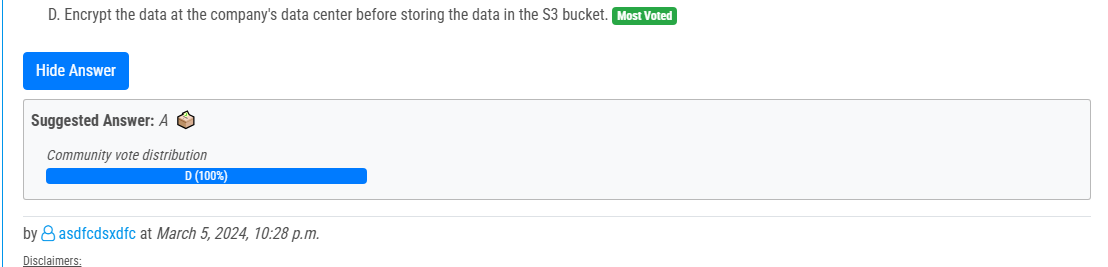 D. Encrypt the data at the company's data center before storing the data in the S3 bucket. Most Voted
Hide Answer
Suggested Answer: A
Community vote distribution
D (100%)
by asdfcdsxdfc at March 5, 2024, 10:28 p.m.
Disclaimers: